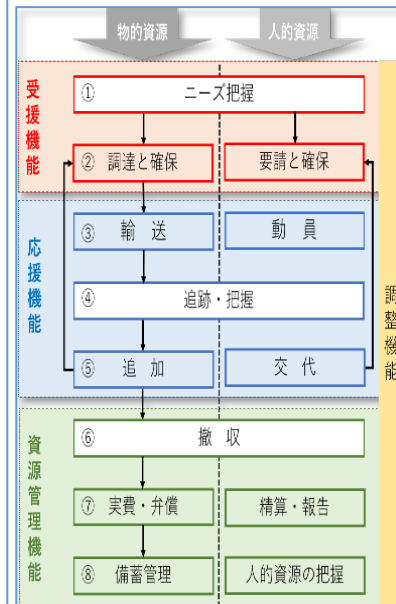 物的資源
人的資源
受援機能
① ニーズ把握
② 調達と確保
要請と確保
応援機能
③ 輸 送
動 員
④ 追跡・把握
⑤ 追 加
交 代
調整機能
資源管理機能
⑥ 撤 収
⑦ 実費・弁償
精算・報告
⑧ 備蓄管理
人的資源の把握